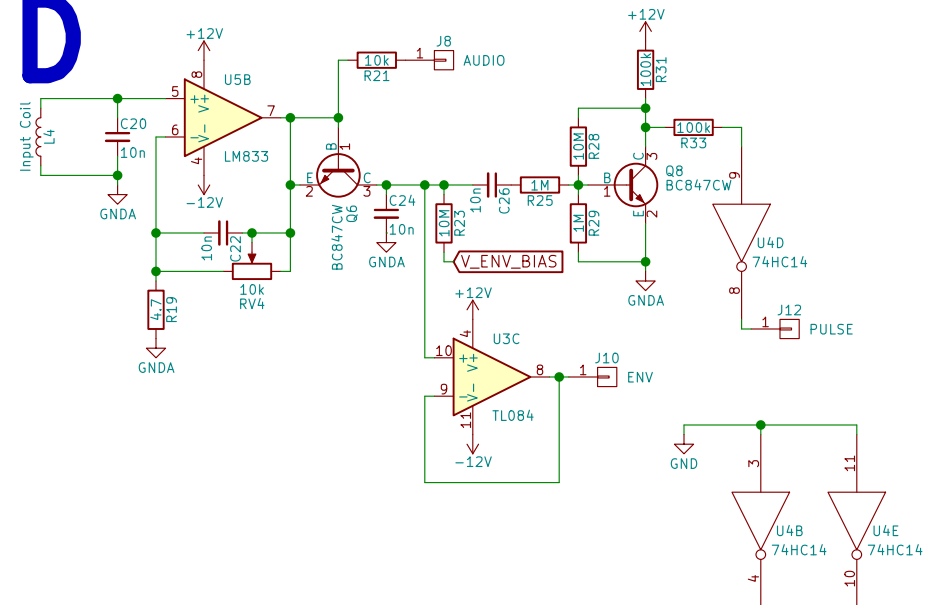 D
+12V
8
U5B
5
++
V+
7
6
V-
4
LM833
-12V
Input Coil
L4
C20
10n
GNDA
10k
R21
J8
1
AUDIO
B
1
E
2
C
3
BC847CW
Q6
C24
10n
GNDA
10n
C22
10k
RV4
4.7
R19
GNDA
10M
R23
V_ENV_BIAS
10n
C26
1M
R25
+12V
100k
R31
10M
R28
1M
R29
100k
R33
C
3
B
1
E
2
Q8
BC847CW
GNDA
9
U4D
74HC14
8
J12
1
PULSE
+12V
4
U3C
10
++
V+
8
9
V-
11
TL084
-12V
J10
1
ENV
GND
3
11
U4B
74HC14
U4E
74HC14
4
10